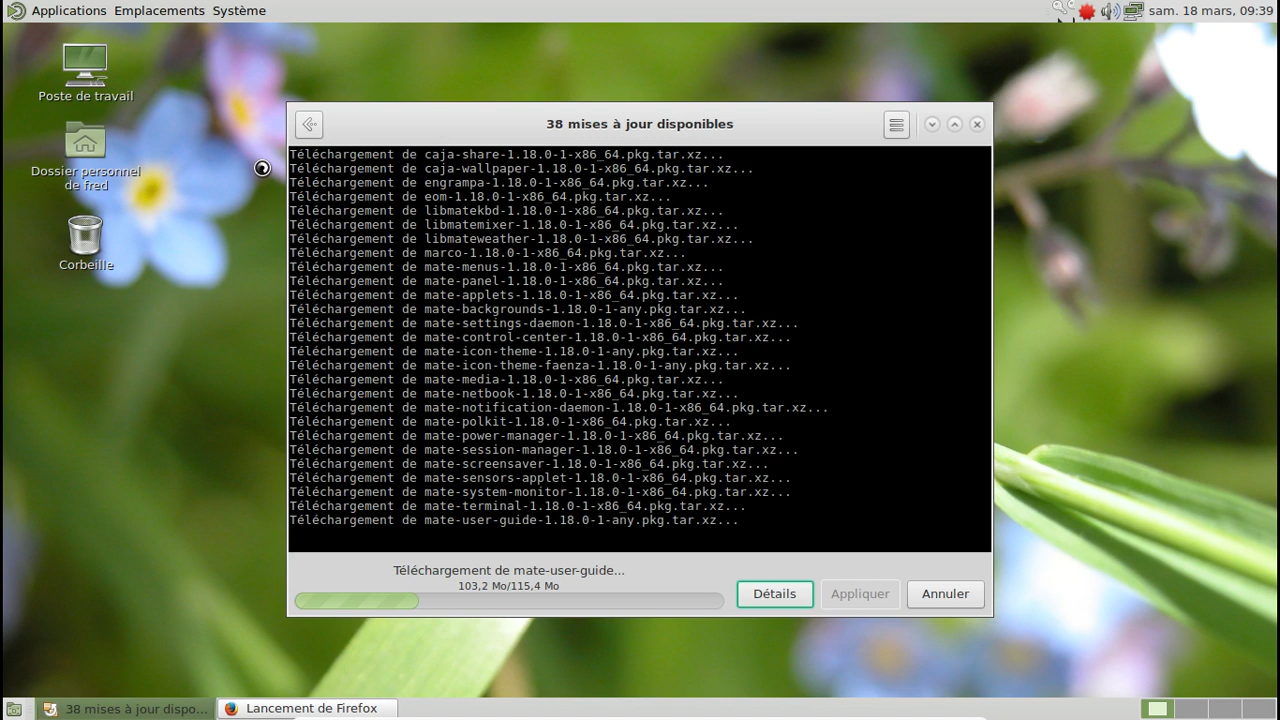 Applications Emplacements Système
sam. 18 mars, 09:39
Poste de travail
Dossier personnel
de fred
Corbeille
38 mises à jour disponibles
Téléchargement de caja-share-1.18.0-1-x86_64.pkg.tar.xz...
Téléchargement de caja-wallpaper-1.18.0-1-x86_64.pkg.tar.xz...
Téléchargement de engrampa-1.18.0-1-x86_64.pkg.tar.xz...
Téléchargement de eom-1.18.0-1-x86_64.pkg.tar.xz...
Téléchargement de libmatekbd-1.18.0-1-x86_64.pkg.tar.xz...
Téléchargement de libmatemixer-1.18.0-1-x86_64.pkg.tar.xz...
Téléchargement de libmateweather-1.18.0-1-x86_64.pkg.tar.xz...
Téléchargement de marco-1.18.0-1-x86_64.pkg.tar.xz...
Téléchargement de mate-menus-1.18.0-1-x86_64.pkg.tar.xz...
Téléchargement de mate-panel-1.18.0-1-x86_64.pkg.tar.xz...
Téléchargement de mate-applets-1.18.0-1-x86_64.pkg.tar.xz...
Téléchargement de mate-backgrounds-1.18.0-1-any.pkg.tar.xz...
Téléchargement de mate-settings-daemon-1.18.0-1-x86_64.pkg.tar.xz...
Téléchargement de mate-control-center-1.18.0-1-x86_64.pkg.tar.xz...
Téléchargement de mate-icon-theme-1.18.0-1-any.pkg.tar.xz...
Téléchargement de mate-icon-theme-faenza-1.18.0-1-any.pkg.tar.xz...
Téléchargement de mate-media-1.18.0-1-x86_64.pkg.tar.xz...
Téléchargement de mate-netbook-1.18.0-1-x86_64.pkg.tar.xz...
Téléchargement de mate-notification-daemon-1.18.0-1-x86_64.pkg.tar.xz...
Téléchargement de mate-polkit-1.18.0-1-x86_64.pkg.tar.xz...
Téléchargement de mate-power-manager-1.18.0-1-x86_64.pkg.tar.xz...
Téléchargement de mate-session-manager-1.18.0-1-x86_64.pkg.tar.xz...
Téléchargement de mate-screensaver-1.18.0-1-x86_64.pkg.tar.xz...
Téléchargement de mate-sensors-applet-1.18.0-1-x86_64.pkg.tar.xz...
Téléchargement de mate-system-monitor-1.18.0-1-x86_64.pkg.tar.xz...
Téléchargement de mate-terminal-1.18.0-1-x86_64.pkg.tar.xz...
Téléchargement de mate-user-guide-1.18.0-1-any.pkg.tar.xz...
Téléchargement de mate-user-guide...
103,2 Mo/115,4 Mo
Détails
Appliquer
Annuler
38 mises à jour dispo...
Lancement de Firefox